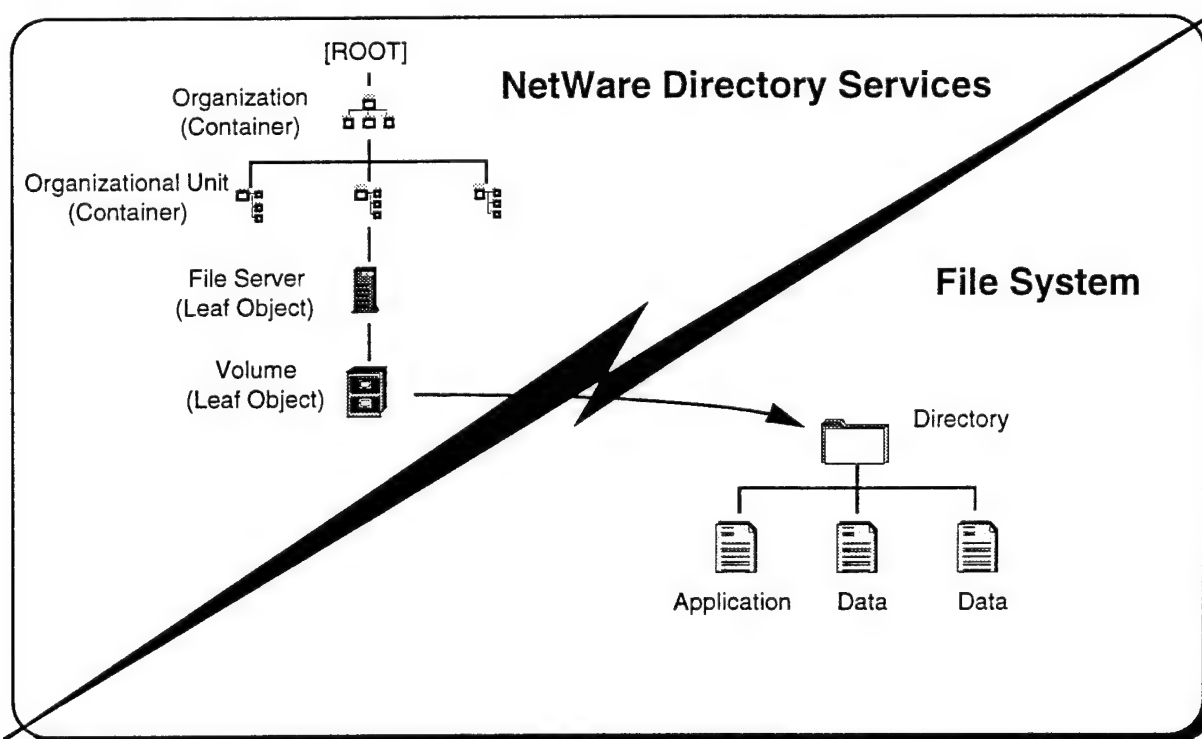 [ROOT]
NetWare Directory Services
Organization
(Container)
Organizational Unit
(Container)
File Server
(Leaf Object)
File System
Volume
(Leaf Object)
Directory
Application
Data
Data